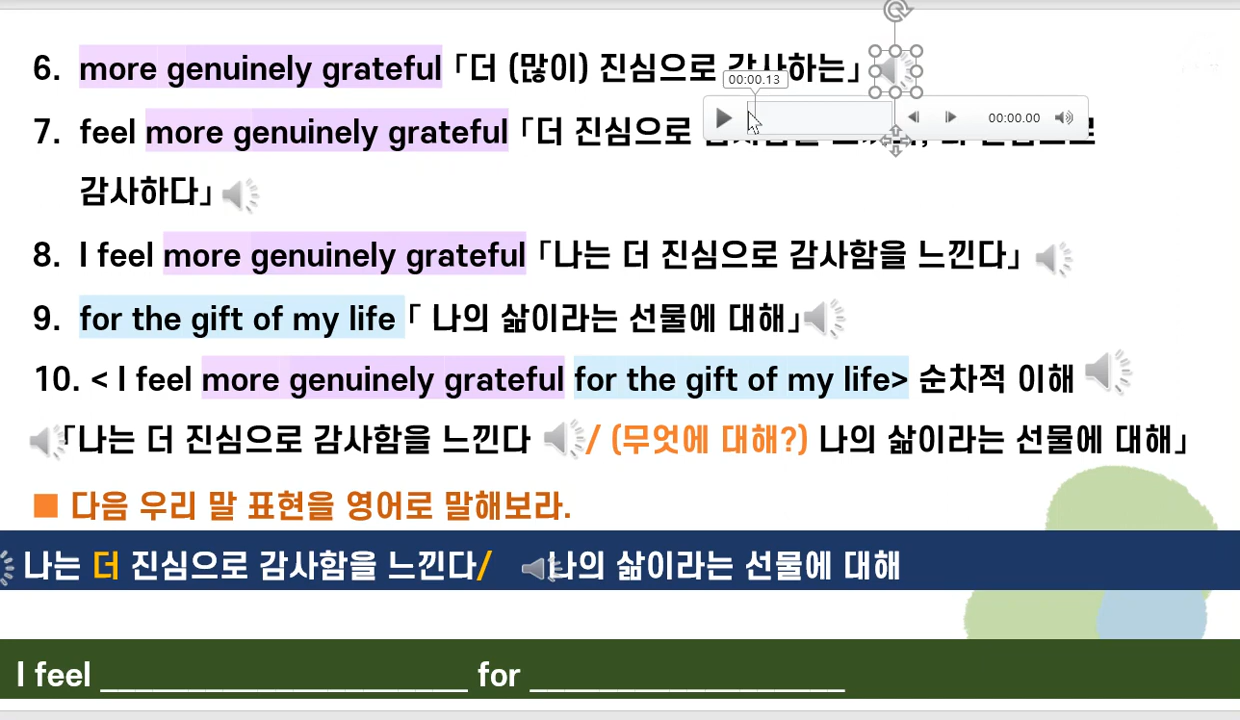 6. more genuinely grateful「더 (많이) 진심으로 감사하는」
00:00.13
7. feel more genuinely grateful「더 진심으로
00:00.00
감사하다」
8. I feel more genuinely grateful「나는 더 진심으로 감사함을 느낀다」
9. for the gift of my life「 나의 삶이라는 선물에 대해」
10. < I feel more genuinely grateful for the gift of my life> 순차적 이해
「나는 더 진심으로 감사함을 느낀다 / (무엇에 대해?) 나의 삶이라는 선물에 대해」
■ 다음 우리 말 표현을 영어로 말해보라.
나는 더 진심으로 감사함을 느낀다/ 나의 삶이라는 선물에 대해
I feel ____________________ for _________________